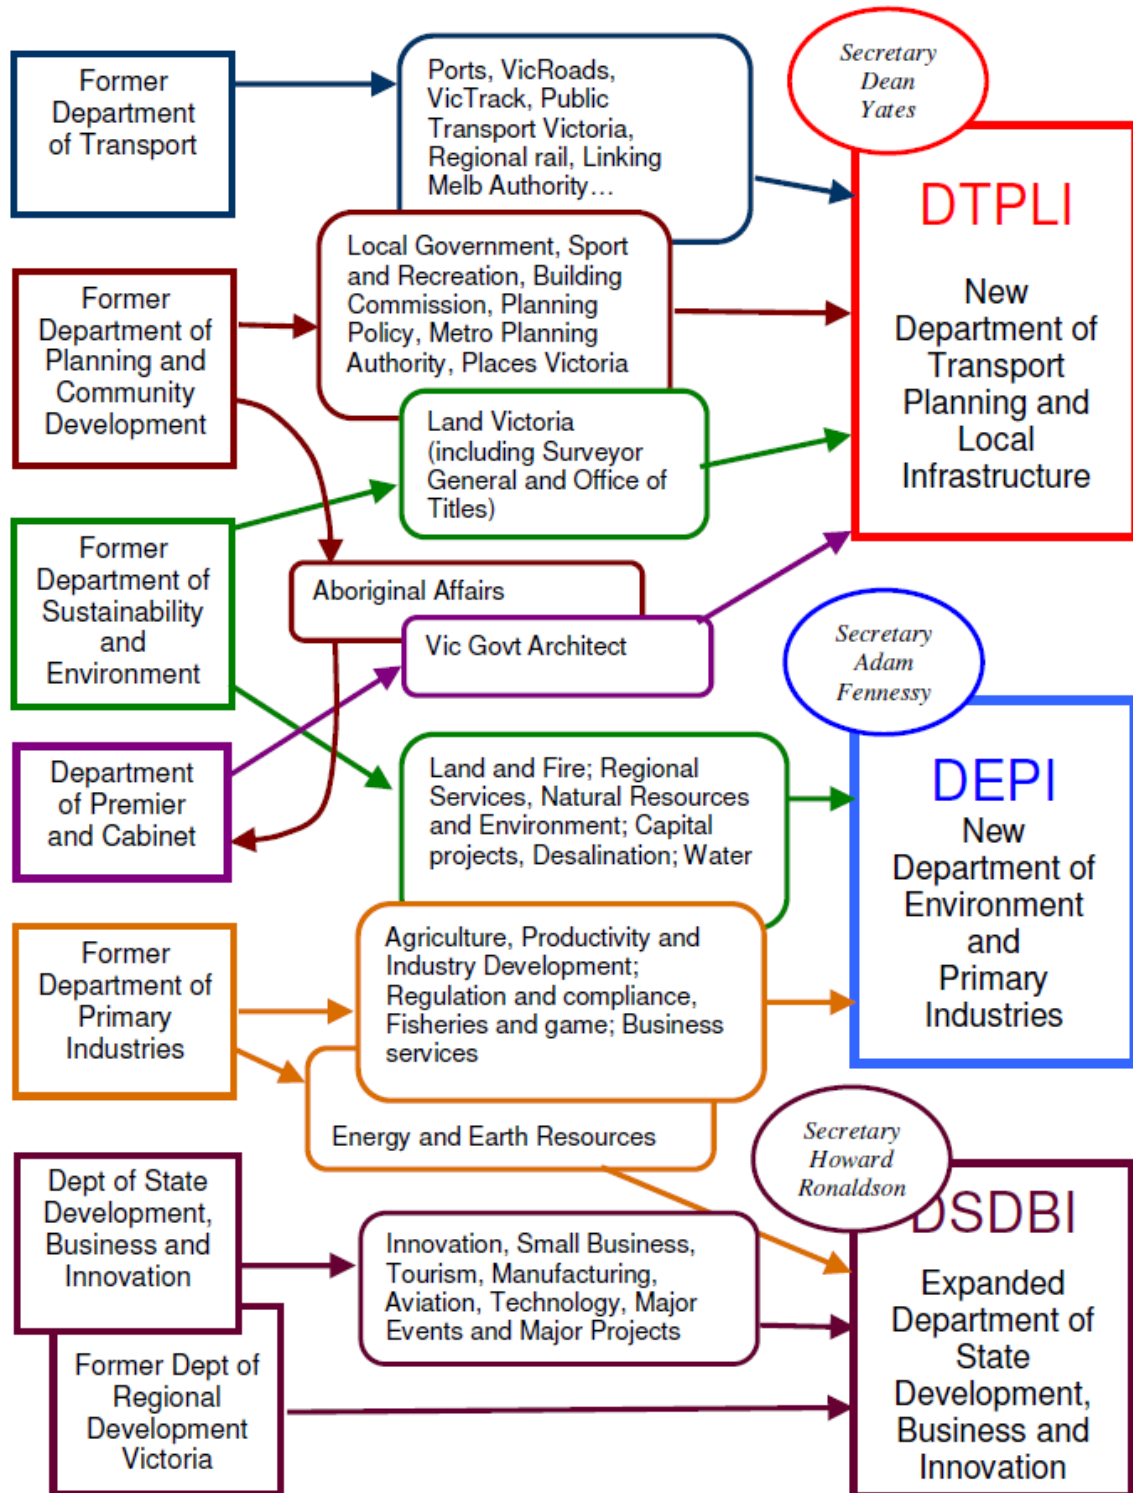 Former
Department
of Transport
Ports, VicRoads,
VicTrack, Public
Transport Victoria,
Regional rail, Linking
Melb Authority…
Secretary
Dean
Yates
DTPLI
New
Department of
Transport
Planning and
Local
Infrastructure
Former
Department of
Planning and
Community
Development
Local Government, Sport
and Recreation, Building
Commission, Planning
Policy, Metro Planning
Authority, Places Victoria
Land Victoria
(including Surveyor
General and Office of
Titles)
Former
Department of
Sustainability
and
Environment
Aboriginal Affairs
Vic Govt Architect
Secretary
Adam
Fennessy
DEPI
New
Department of
Environment
and
Primary
Industries
Department
of Premier
and Cabinet
Land and Fire; Regional
Services, Natural Resources
and Environment; Capital
projects, Desalination; Water
Former
Department of
Primary
Industries
Agriculture, Productivity and
Industry Development;
Regulation and compliance,
Fisheries and game; Business
services
Energy and Earth Resources
Secretary
Howard
Ronaldson
DSDBI
Expanded
Department of
State
Development,
Business and
Innovation
Dept of State
Development,
Business and
Innovation
Innovation, Small Business,
Tourism, Manufacturing,
Aviation, Technology, Major
Events and Major Projects
Former Dept of
Regional
Development
Victoria